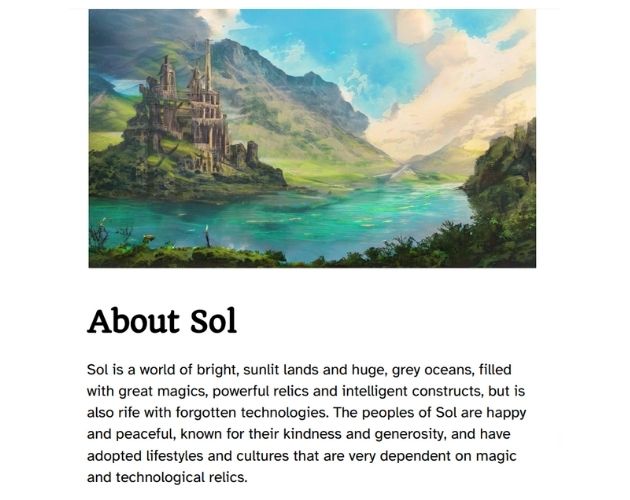 About Sol
Sol is a world of bright, sunlit lands and huge, grey oceans, filled
with great magics, powerful relics and intelligent constructs, but is
also rife with forgotten technologies. The peoples of Sol are happy
and peaceful, known for their kindness and generosity, and have
adopted lifestyles and cultures that are very dependent on magic
and technological relics.